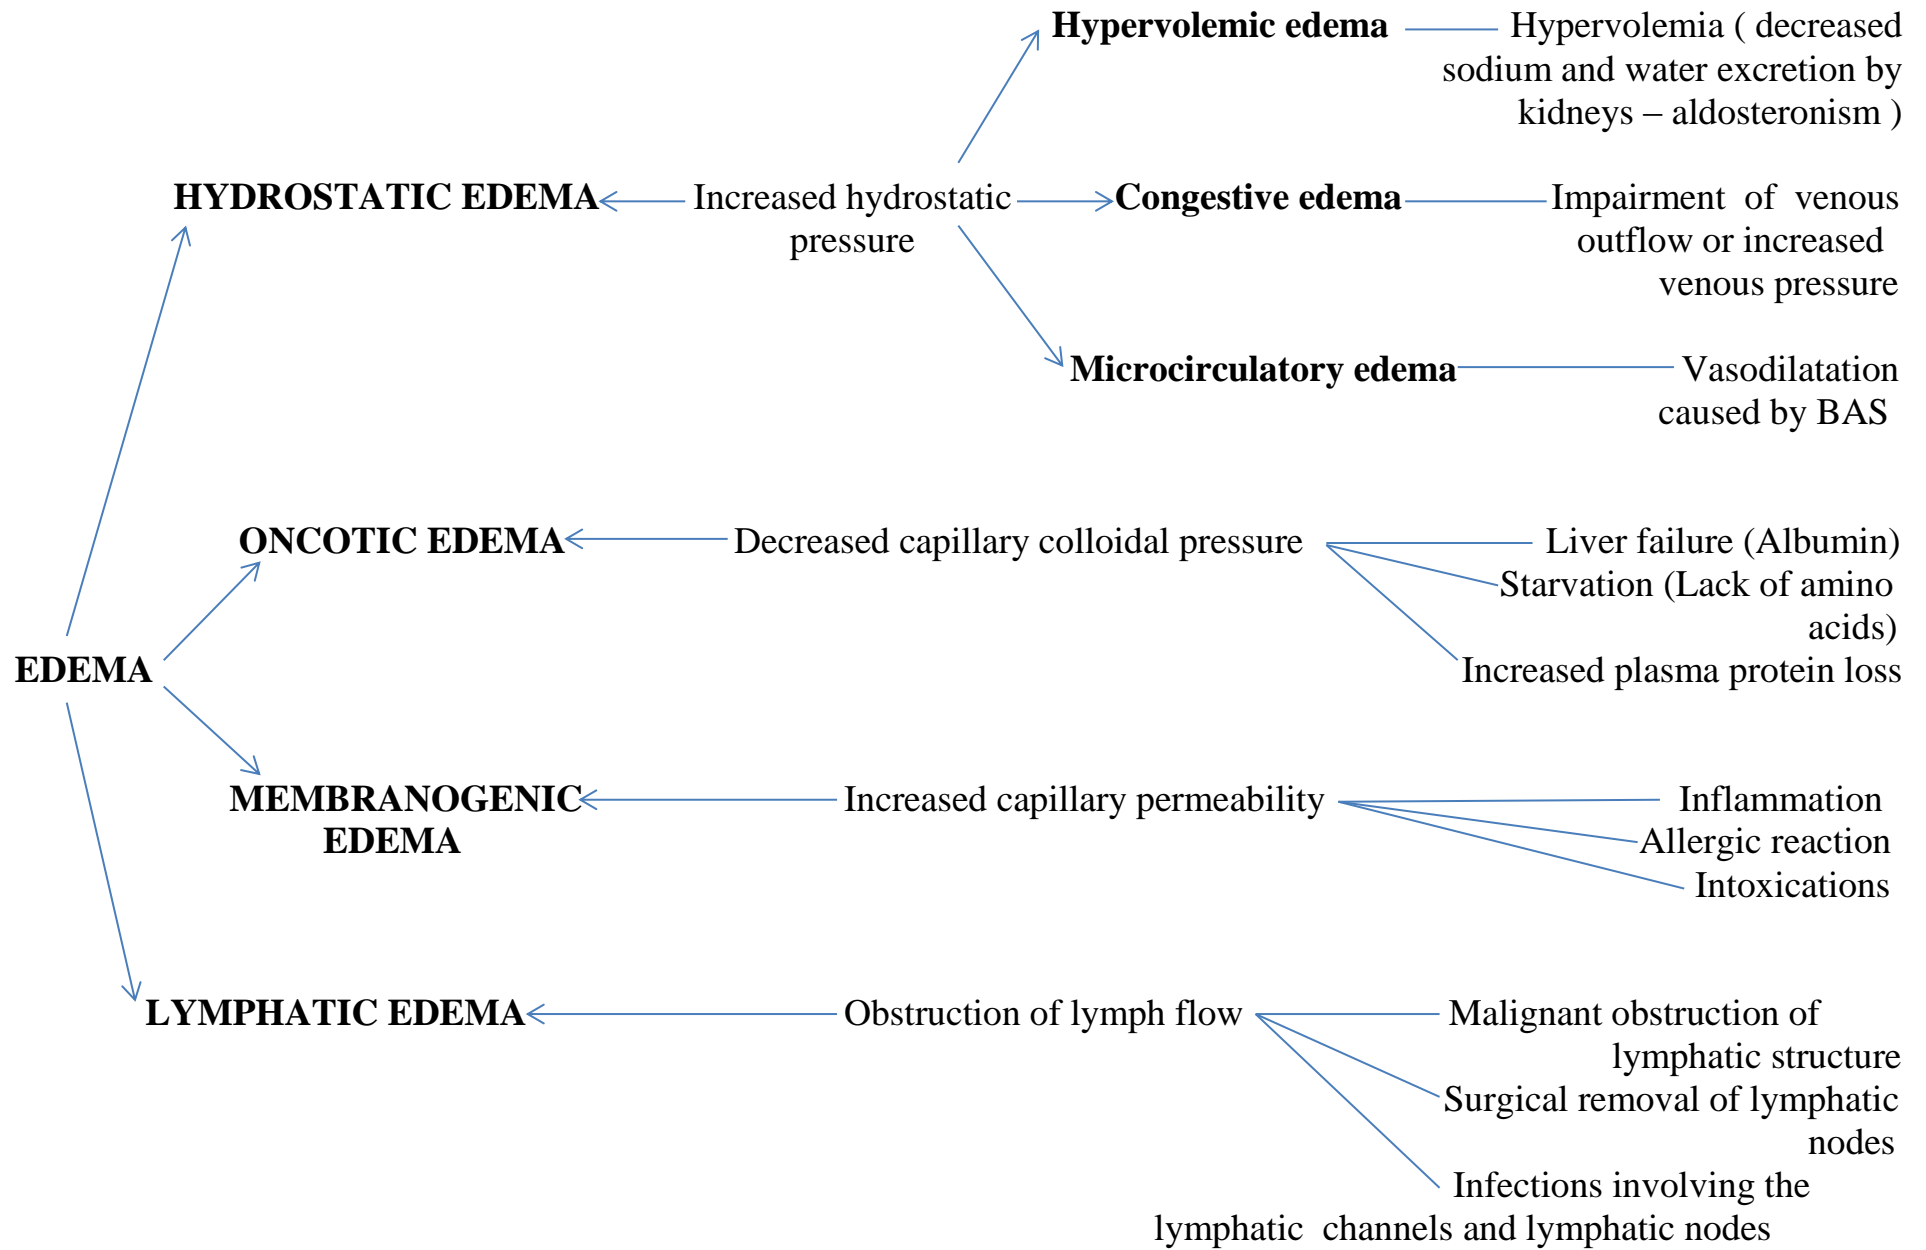 Hypervolemic edema Hypervolemia ( decreased
sodium and water excretion by
kidneys – aldosteronism )
HYDROSTATIC EDEMA Increased hydrostatic Congestive edema Impairment of venous
pressure outflow or increased
venous pressure
Microcirculatory edema Vasodilatation
caused by BAS
ONCOTIC EDEMA Decreased capillary colloidal pressure Liver failure (Albumin)
Starvation (Lack of amino
acids)
EDEMA Increased plasma protein loss
MEMBRANOGENIC Increased capillary permeability Inflammation
EDEMA Allergic reaction
Intoxications
LYMPHATIC EDEMA Obstruction of lymph flow Malignant obstruction of
lymphatic structure
Surgical removal of lymphatic
nodes
Infections involving the
lymphatic channels and lymphatic nodes